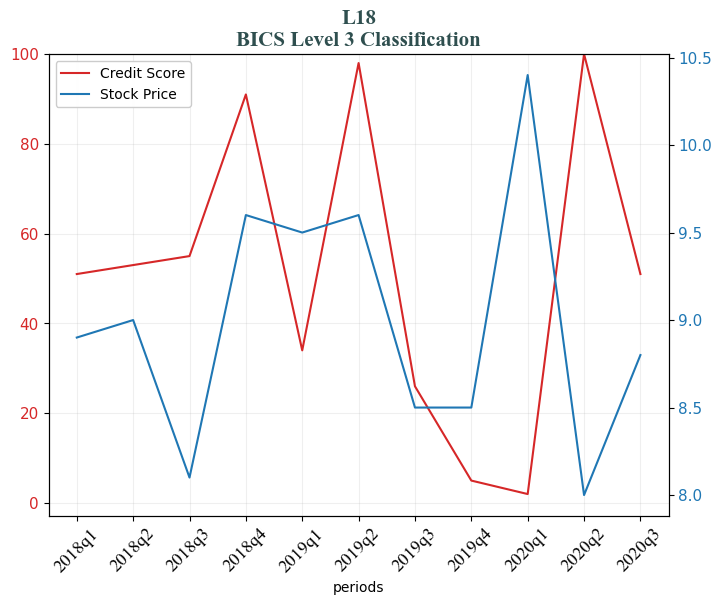 L18
BICS Level 3 Classification
Credit Score
Stock Price
100
80
60
40
20
0
10.5
10.0
9.5
9.0
8.5
8.0
2018q1
2018q2
2018q3
2018q4
2019q1
2019q2
2019q3
2019q4
2020q1
2020q2
2020q3
periods